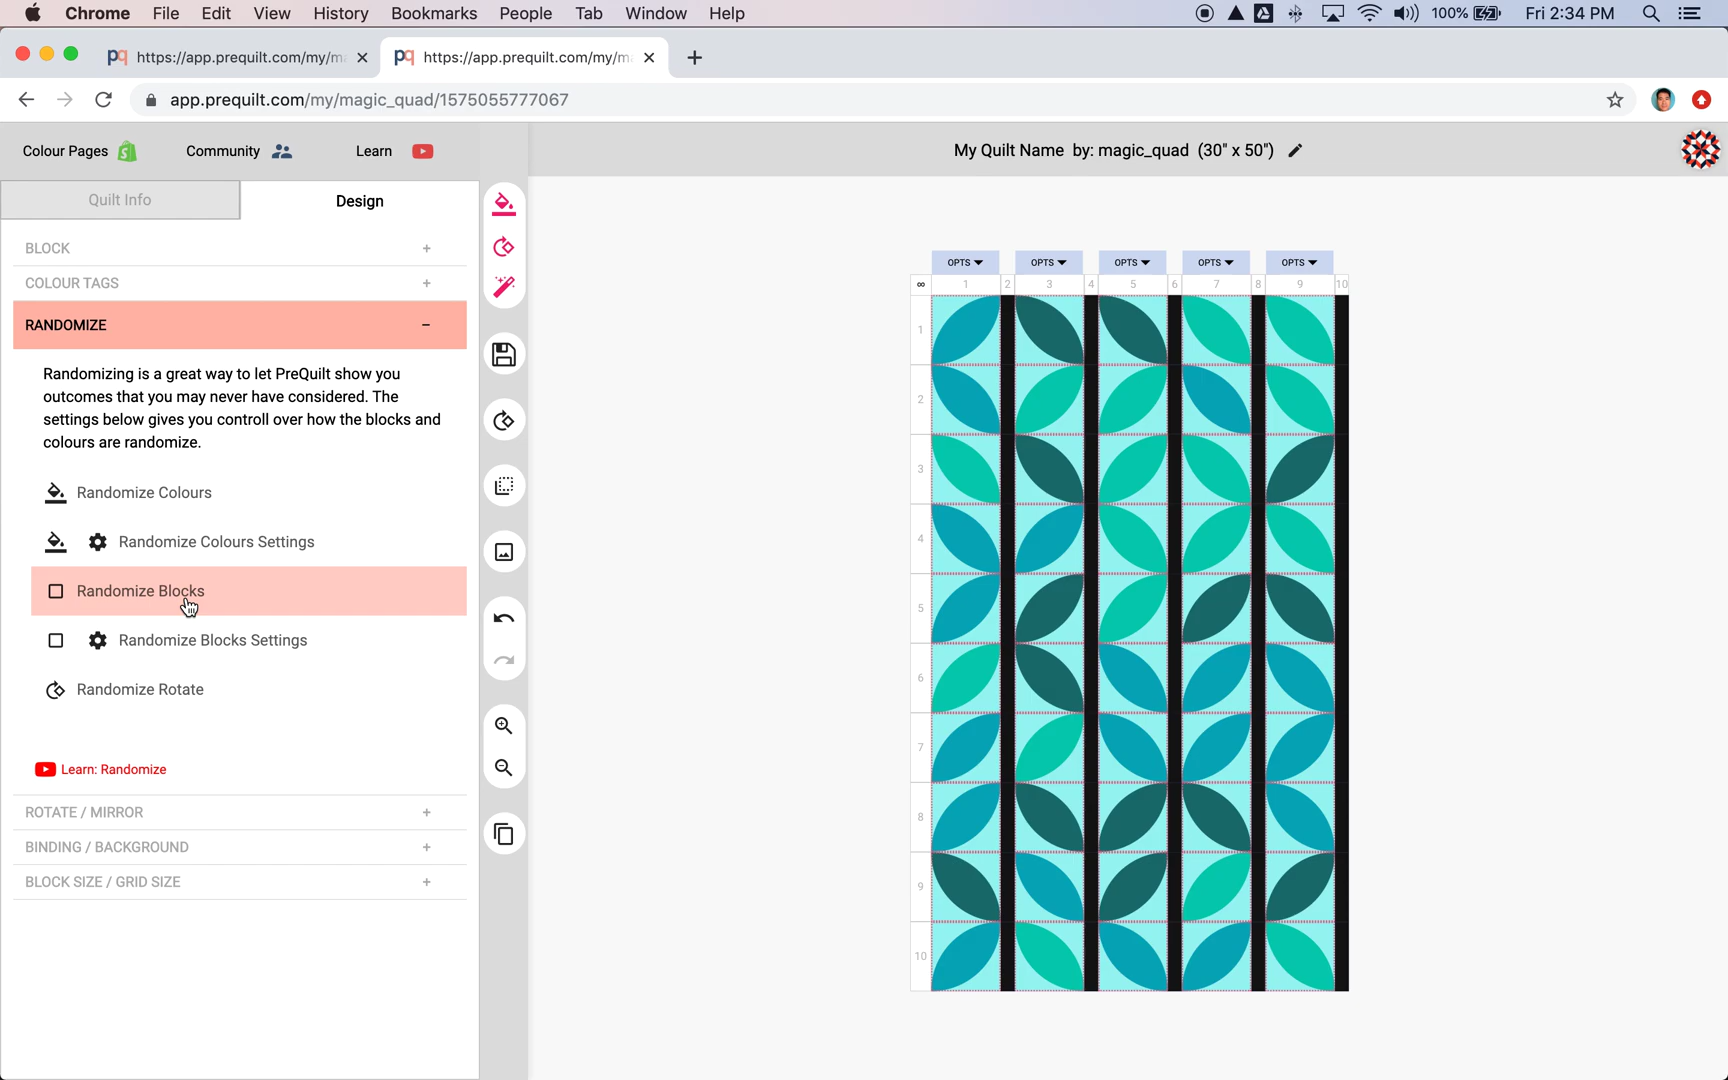 Chrome File Edit View History Bookmarks People Tab Window Help 100% Fri 2:34 PM
pq https://app.prequilt.com/my/m pq https://app.prequilt.com/my/m
app.prequilt.com/my/magic_quad/1575055777067
Colour Pages Community Learn My Quilt Name by: magic_quad (30" x 50")
Quilt Info Design
BLOCK +
COLOUR TAGS +
RANDOMIZE −
Randomizing is a great way to let PreQuilt show you
outcomes that you may never have considered. The
settings below gives you controll over how the blocks and
colours are randomize.
Randomize Colours
Randomize Colours Settings
Randomize Blocks
Randomize Blocks Settings
Randomize Rotate
Learn: Randomize
ROTATE / MIRROR +
BINDING / BACKGROUND +
BLOCK SIZE / GRID SIZE +
OPTS OPTS OPTS OPTS OPTS
∞ 1 2 3 4 5 6 7 8 9 10
1
2
3
4
5
6
7
8
9
10